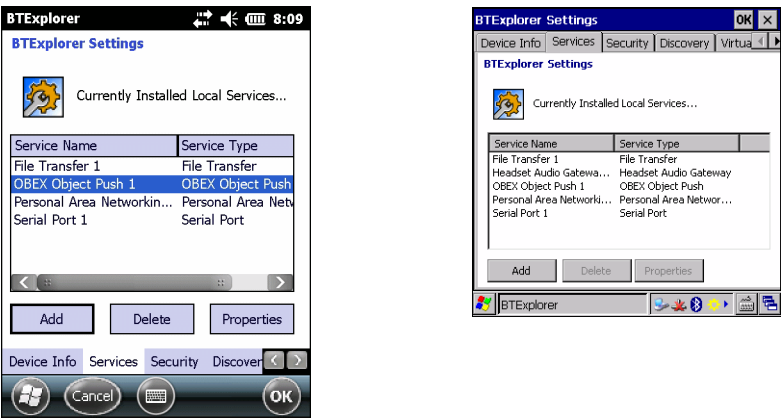 BTExplorer 8:09
BTExplorer Settings
Currently Installed Local Services...
Service Name Service Type
File Transfer 1 File Transfer
OBEX Object Push 1 OBEX Object Push
Personal Area Networkin... Personal Area Netw
Serial Port 1 Serial Port
Add Delete Properties
Device Info Services Security Discover
Cancel OK
BTExplorer Settings OK
Device Info Services Security Discovery Virtua
BTExplorer Settings
Currently Installed Local Services...
Service Name Service Type
File Transfer 1 File Transfer
Headset Audio Gatewa... Headset Audio Gateway
OBEX Object Push 1 OBEX Object Push
Personal Area Networki... Personal Area Networ...
Serial Port 1 Serial Port
Add Delete Properties
BTExplorer